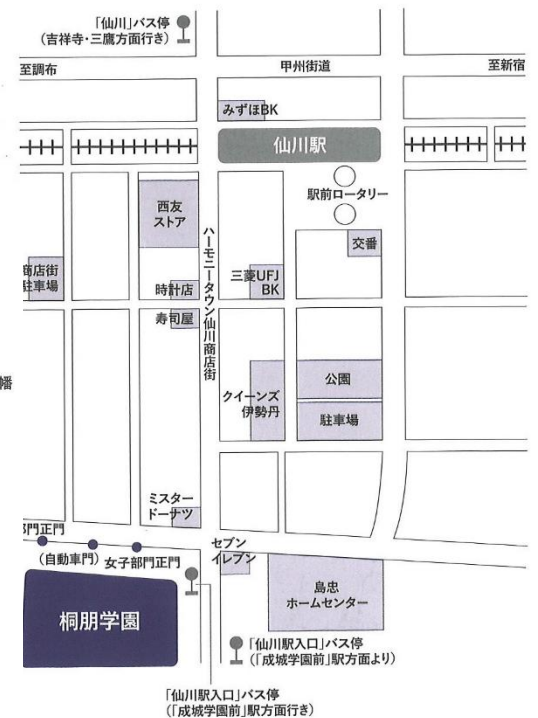 「仙川」バス停
（吉祥寺・三鷹方面行き）
至調布
甲州街道
至新宿
みずほBK
仙川駅
駅前ロータリー
西友
ストア
交番
ハーモニータウン仙川商店街
商店街
駐車場
時計店
三菱UFJ
BK
寿司屋
幡
公園
クイーンズ
伊勢丹
駐車場
ミスター
ドーナツ
部門正門
（自動車門）
女子部門正門
セブン
イレブン
桐朋学園
島忠
ホームセンター
「仙川駅入口」バス停
（「成城学園前」駅方面より）
「仙川駅入口」バス停
（「成城学園前」駅方面行き）